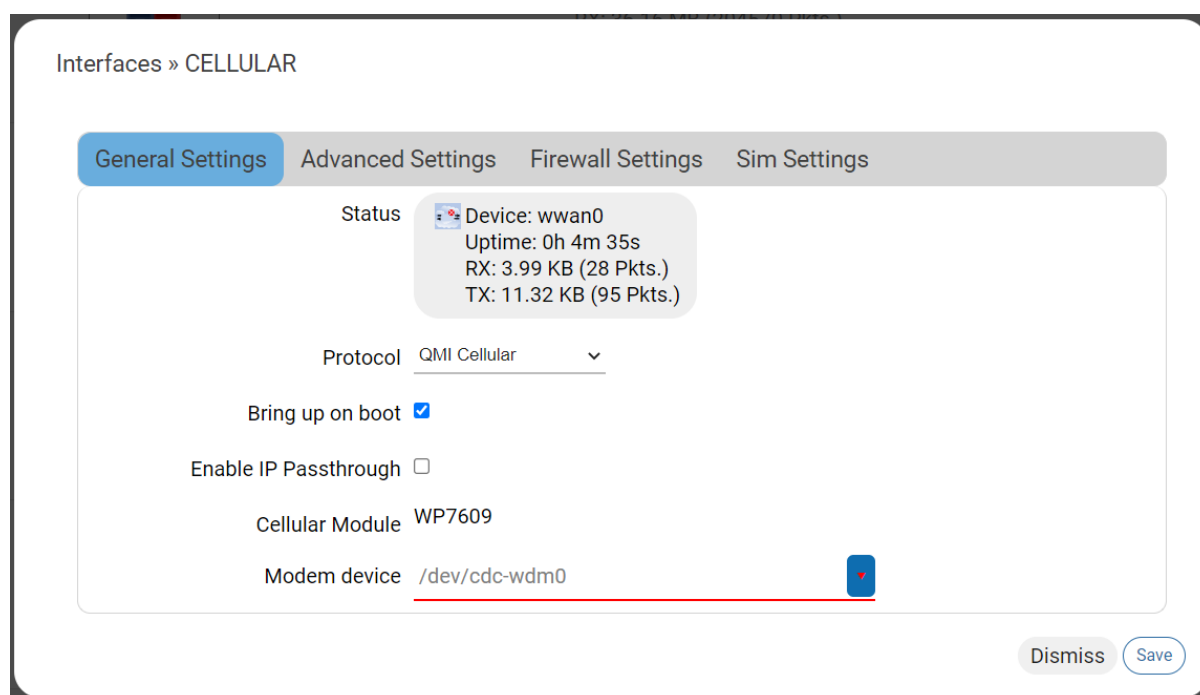 Interfaces » CELLULAR
General Settings Advanced Settings Firewall Settings Sim Settings
Status
Device: wwan0
Uptime: 0h 4m 35s
RX: 3.99 KB (28 Pkts.)
TX: 11.32 KB (95 Pkts.)
Protocol QMI Cellular
Bring up on boot
Enable IP Passthrough
Cellular Module WP7609
Modem device /dev/cdc-wdm0
Dismiss Save